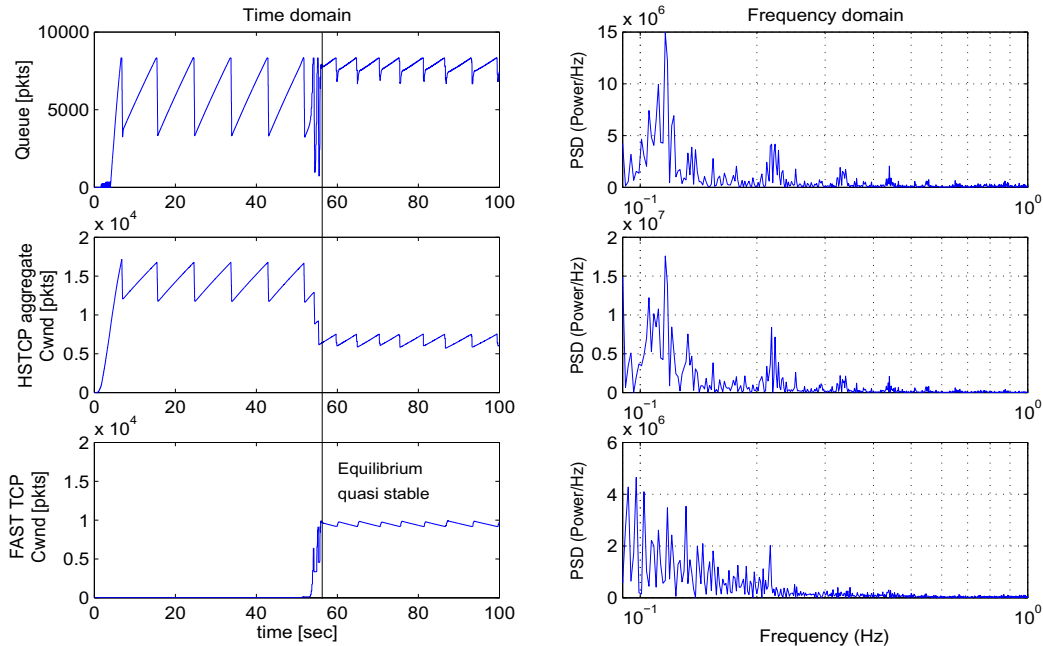 Time domain
Queue [pkts]
10000
5000
0
0 20 40 60 80 100
x 10^4
HSTCP aggregate
Cwnd [pkts]
2
1.5
1
0.5
0
0 20 40 60 80 100
x 10^4
FAST TCP
Cwnd [pkts]
2
1.5
1
0.5
0
Equilibrium
quasi stable
0 20 40 60 80 100
time [sec]
Frequency domain
x 10^6
PSD (Power/Hz)
15
10
5
0
10^-1 10^0
x 10^7
PSD (Power/Hz)
2
1.5
1
0.5
0
10^-1 10^0
x 10^6
PSD (Power/Hz)
6
4
2
0
10^-1 10^0
Frequency (Hz)